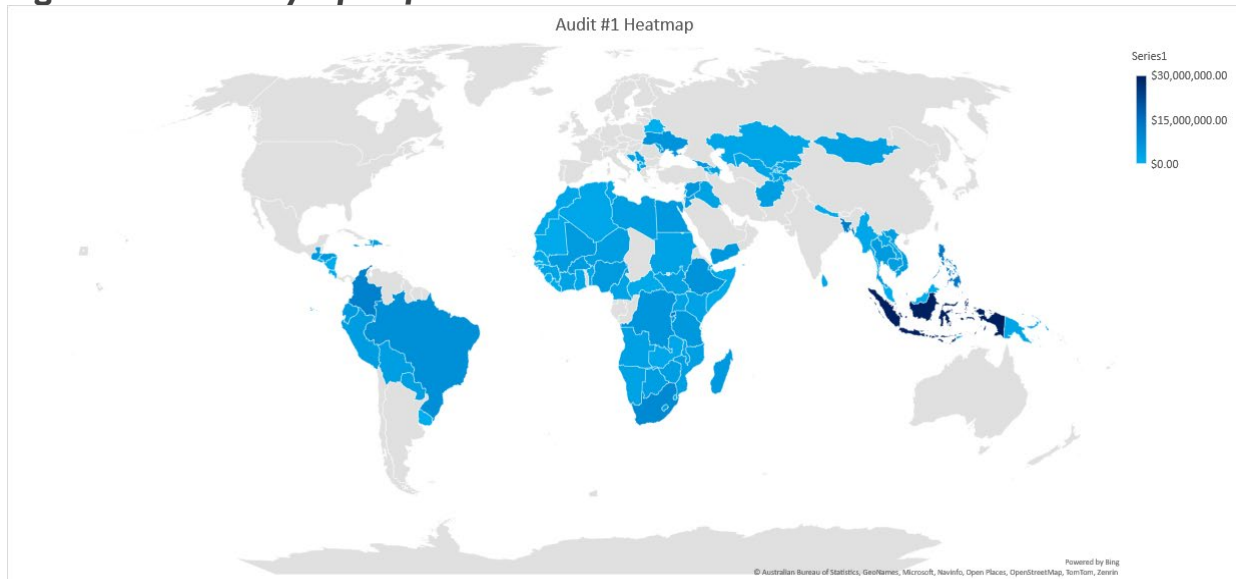 Audit #1 Heatmap
Series1
$30,000,000.00
$15,000,000.00
$0.00
Powered by Bing
© Australian Bureau of Statistics, GeoNames, Microsoft, Navinfo, Open Places, OpenStreetMap, TomTom, Zenrin